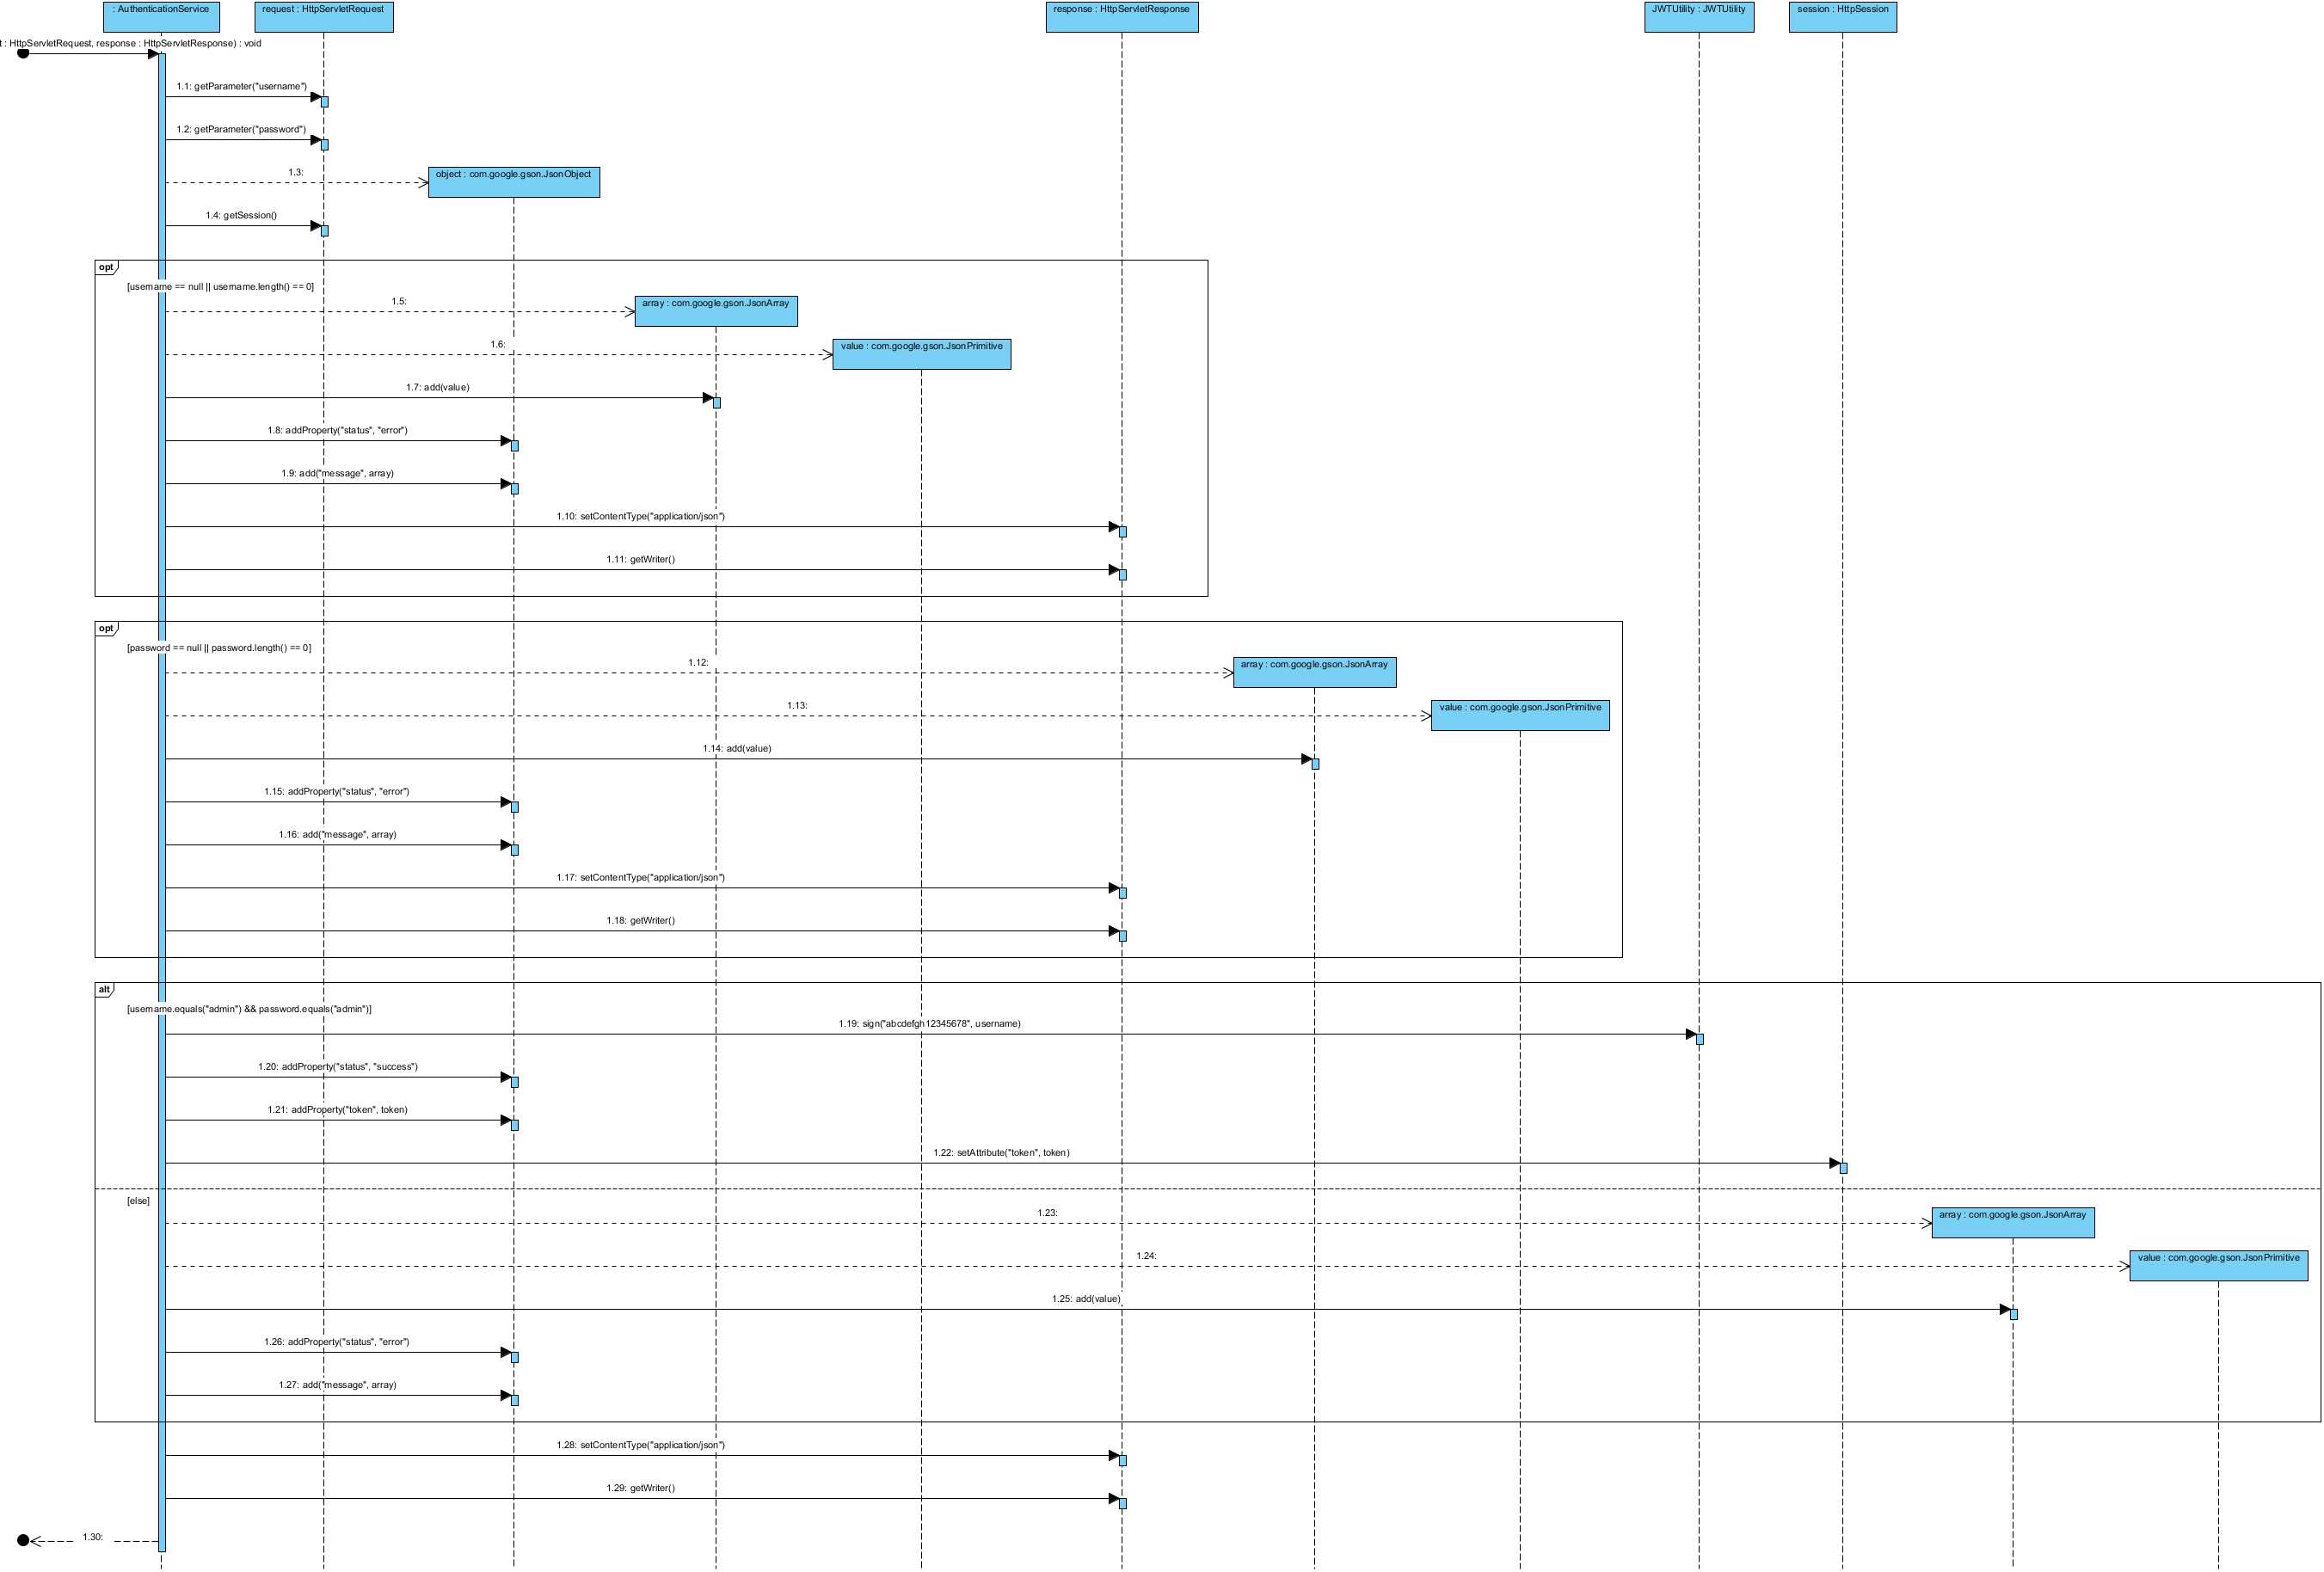 : AuthenticationService
request : HttpServletRequest
response : HttpServletResponse
JWTUtility : JWTUtility
session : HttpSession
: HttpServletRequest, response : HttpServletResponse) : void
1.1: getParameter("username")
1.2: getParameter("password")
1.3:
object : com.google.gson.JsonObject
1.4: getSession()
opt
[username == null || username.length() == 0]
1.5:
array : com.google.gson.JsonArray
1.6:
value : com.google.gson.JsonPrimitive
1.7: add(value)
1.8: addProperty("status", "error")
1.9: add("message", array)
1.10: setContentType("application/json")
1.11: getWriter()
opt
[password == null || password.length() == 0]
1.12:
array : com.google.gson.JsonArray
1.13:
value : com.google.gson.JsonPrimitive
1.14: add(value)
1.15: addProperty("status", "error")
1.16: add("message", array)
1.17: setContentType("application/json")
1.18: getWriter()
alt
[username.equals("admin") && password.equals("admin")]
1.19: sign("abcdefgh12345678", username)
1.20: addProperty("status", "success")
1.21: addProperty("token", token)
1.22: setAttribute("token", token)
[else]
1.23:
array : com.google.gson.JsonArray
1.24:
value : com.google.gson.JsonPrimitive
1.25: add(value)
1.26: addProperty("status", "error")
1.27: add("message", array)
1.28: setContentType("application/json")
1.29: getWriter()
1.30: